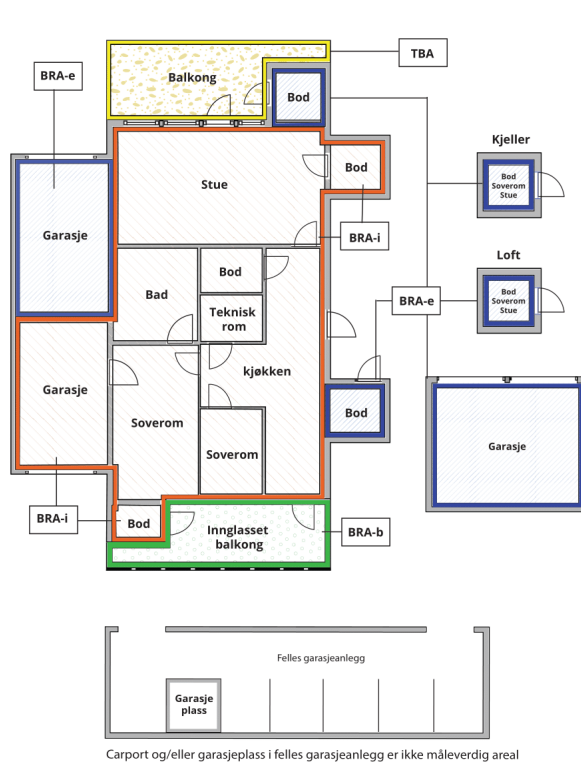 TBA
Balkong
BRA-e
Bod
Kjeller
Bod
Stue
Bod
Soverom
Stue
Garasje
BRA-i
Loft
Bod
Bad
Bod
Soverom
Stue
BRA-e
Teknisk
rom
kjøkken
Garasje
Bod
Soverom
Garasje
Soverom
BRA-i
Bod
Innglasset
balkong
BRA-b
Felles garasjeanlegg
Garasje
plass
Carport og/eller garasjeplass i felles garasjeanlegg er ikke måleverdig areal